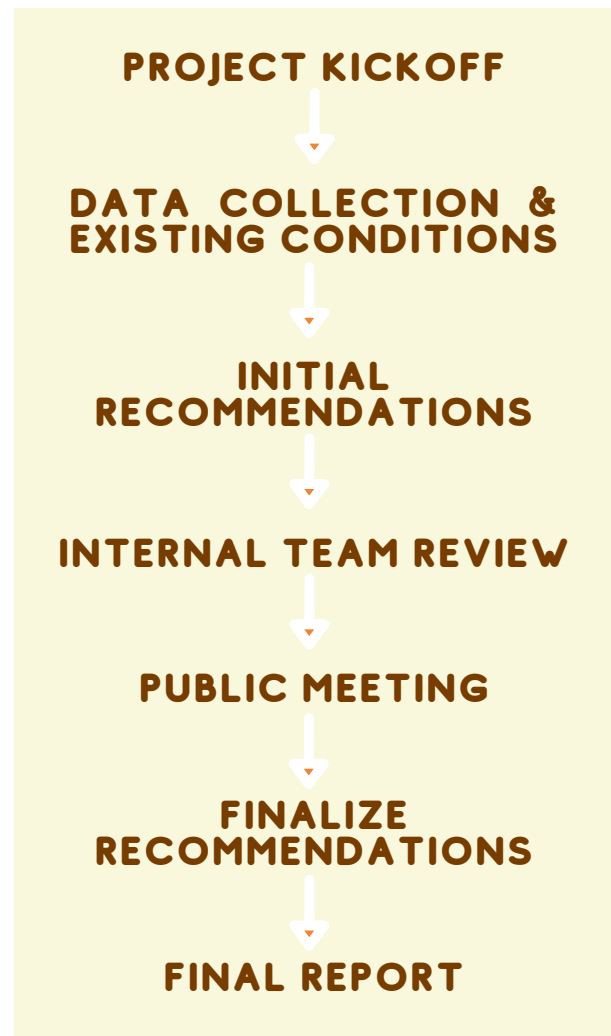 PROJECT KICKOFF
DATA COLLECTION &
EXISTING CONDITIONS
INITIAL
RECOMMENDATIONS
INTERNAL TEAM REVIEW
PUBLIC MEETING
FINALIZE
RECOMMENDATIONS
FINAL REPORT